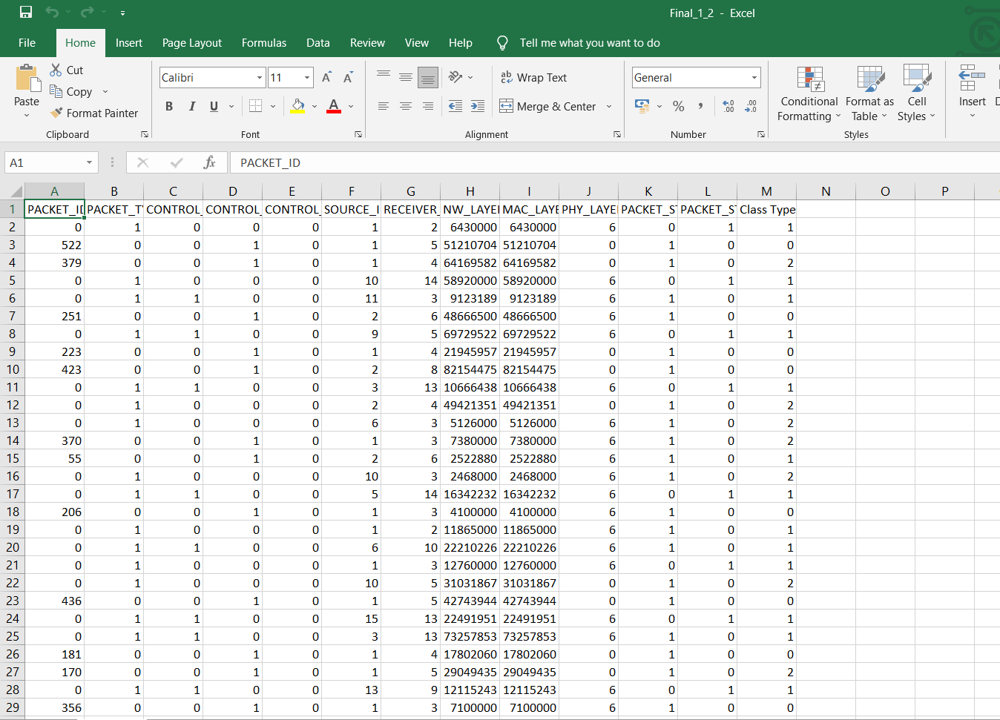 Final_1_2 - Excel
File Home Insert Page Layout Formulas Data Review View Help Tell me what you want to do
Paste Cut Copy Format Painter
Calibri 11
B I U A
ab Wrap Text
Merge & Center
General
% ,
Conditional Formatting Format as Table Cell Styles Insert
Clipboard Font Alignment Number Styles
A1 fx PACKET_ID
A B C D E F G H I J K L M N O P
1 PACKET_ID PACKET_TY CONTROL_ CONTROL_ CONTROL_ SOURCE_I RECEIVER_ NW_LAYE MAC_LAYE PHY_LAYE PACKET_ST PACKET_ST Class Type
2 0 1 0 0 0 1 2 6430000 6430000 6 0 1 1
3 522 0 0 1 0 1 5 51210704 51210704 0 1 0 0
4 379 0 0 1 0 1 4 64169582 64169582 0 1 0 2
5 0 1 0 0 0 10 14 58920000 58920000 6 0 1 1
6 0 1 1 0 0 11 3 9123189 9123189 6 1 0 1
7 251 0 0 1 0 2 6 48666500 48666500 6 1 0 0
8 0 1 1 0 0 9 5 69729522 69729522 6 0 1 1
9 223 0 0 1 0 1 4 21945957 21945957 0 1 0 0
10 423 0 0 1 0 2 8 82154475 82154475 0 1 0 0
11 0 1 1 0 0 3 13 10666438 10666438 6 0 1 1
12 0 1 0 0 0 2 4 49421351 49421351 0 1 0 2
13 0 1 0 0 0 6 3 5126000 5126000 6 1 0 2
14 370 0 0 1 0 1 3 7380000 7380000 6 1 0 2
15 55 0 0 1 0 2 6 2522880 2522880 6 1 0 1
16 0 1 0 0 0 10 3 2468000 2468000 6 1 0 2
17 0 1 1 0 0 5 14 16342232 16342232 6 0 1 1
18 206 0 0 1 0 1 3 4100000 4100000 6 1 0 0
19 0 1 0 0 0 1 2 11865000 11865000 6 1 0 1
20 0 1 1 0 0 6 10 22210226 22210226 6 1 0 1
21 0 1 0 0 0 1 3 12760000 12760000 6 0 1 1
22 0 1 0 0 0 10 5 31031867 31031867 0 1 0 2
23 436 0 0 1 0 1 5 42743944 42743944 0 1 0 0
24 0 1 1 0 0 15 13 22491951 22491951 6 0 1 1
25 0 1 1 0 0 3 13 73257853 73257853 6 1 0 1
26 181 0 0 1 0 1 4 17802060 17802060 0 1 0 0
27 170 0 0 1 0 1 5 29049435 29049435 0 1 0 2
28 0 1 1 0 0 13 9 12115243 12115243 6 0 1 1
29 356 0 0 1 0 1 3 7100000 7100000 6 1 0 0